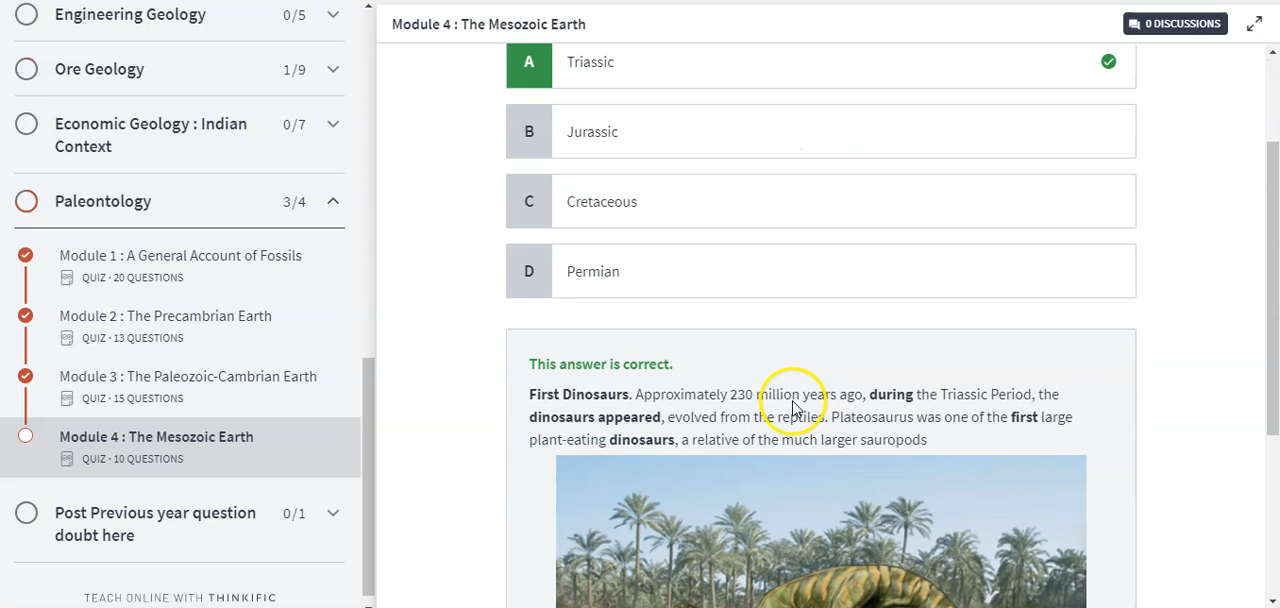 Engineering Geology 0/5
Ore Geology 1/9
Economic Geology : Indian 0/7
Context
Paleontology 3/4
Module 1 : A General Account of Fossils
QUIZ · 20 QUESTIONS
Module 2 : The Precambrian Earth
QUIZ · 13 QUESTIONS
Module 3 : The Paleozoic-Cambrian Earth
QUIZ · 15 QUESTIONS
Module 4 : The Mesozoic Earth
QUIZ · 10 QUESTIONS
Post Previous year question 0/1
doubt here
TEACH ONLINE WITH THINKIFIC
Module 4 : The Mesozoic Earth
0 DISCUSSIONS
A Triassic
B Jurassic
C Cretaceous
D Permian
This answer is correct.
First Dinosaurs. Approximately 230 million years ago, during the Triassic Period, the
dinosaurs appeared, evolved from the reptiles. Plateosaurus was one of the first large
plant-eating dinosaurs, a relative of the much larger sauropods